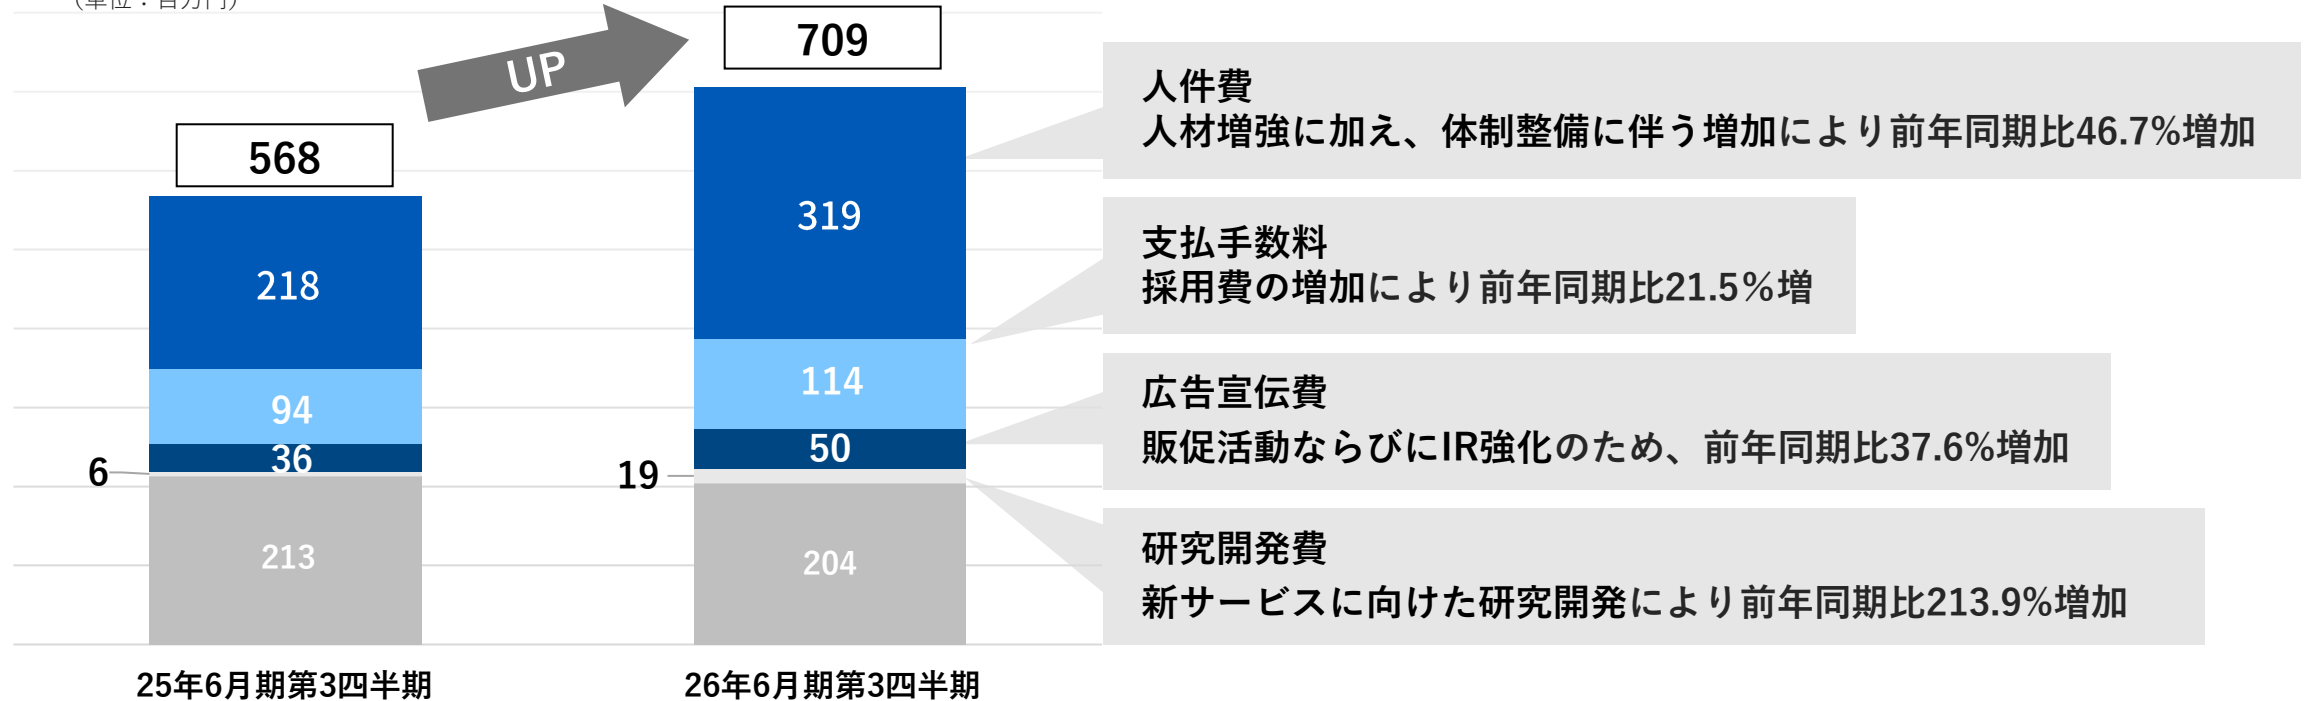 （単位：百万円）
UP
568
218
94
36
6
213
25年6月期第3四半期
709
319
114
50
19
204
26年6月期第3四半期
人件費
人材増強に加え、体制整備に伴う増加により前年同期比46.7%増加
支払手数料
採用費の増加により前年同期比21.5%増
広告宣伝費
販促活動ならびにIR強化のため、前年同期比37.6%増加
研究開発費
新サービスに向けた研究開発により前年同期比213.9%増加